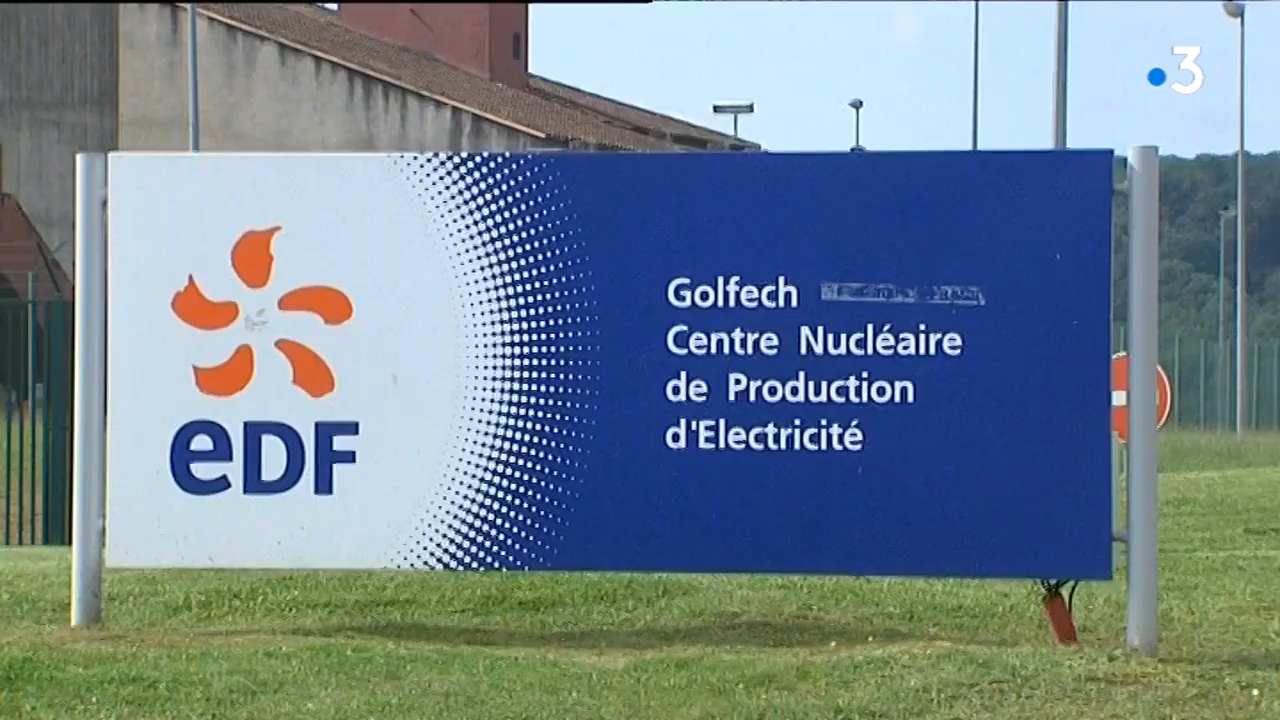 3
eDF
Golfech
Centre Nucléaire
de Production
d'Electricité